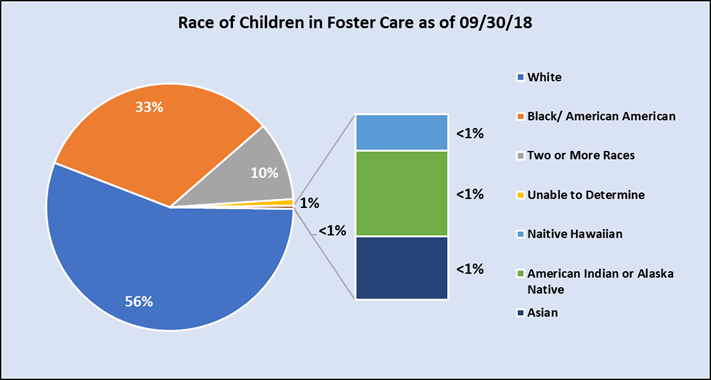 Race of Children in Foster Care as of 09/30/18
33%
10%
1%
<1%
56%
<1%
<1%
<1%
White
Black/ American American
Two or More Races
Unable to Determine
Naitive Hawaiian
American Indian or Alaska
Native
Asian